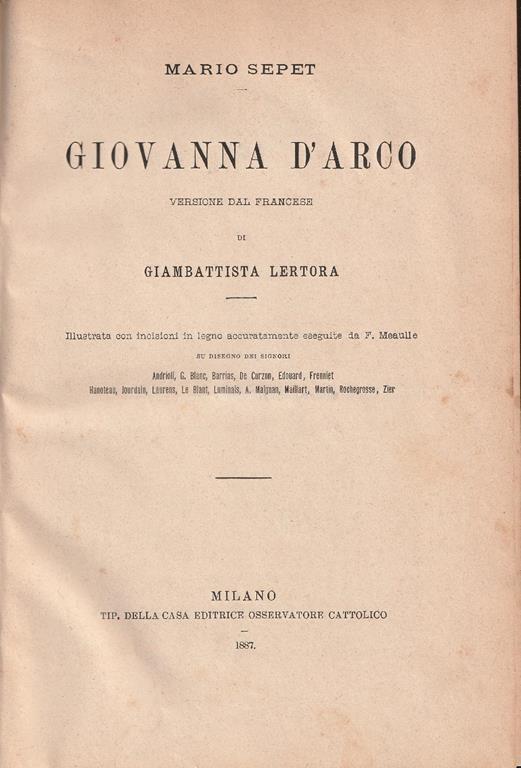 MARIO SEPET
GIOVANNA D'ARCO
VERSIONE DAL FRANCESE
DI
GIAMBATTISTA LERTORA
Illustrata con incisioni in legno accuratamente eseguite da F. Meaulle
SU DISEGNO DEI SIGNORI
Andrioli, G. Blanc, Barrias, De Curzon, Edouard, Fremiet
Hanoteau, Jourdain, Laurens, Le Blant, Luminais, A. Maignan, Maillart, Martin, Rochegrosse, Zier
MILANO
TIP. DELLA CASA EDITRICE OSSERVATORE CATTOLICO
1887.